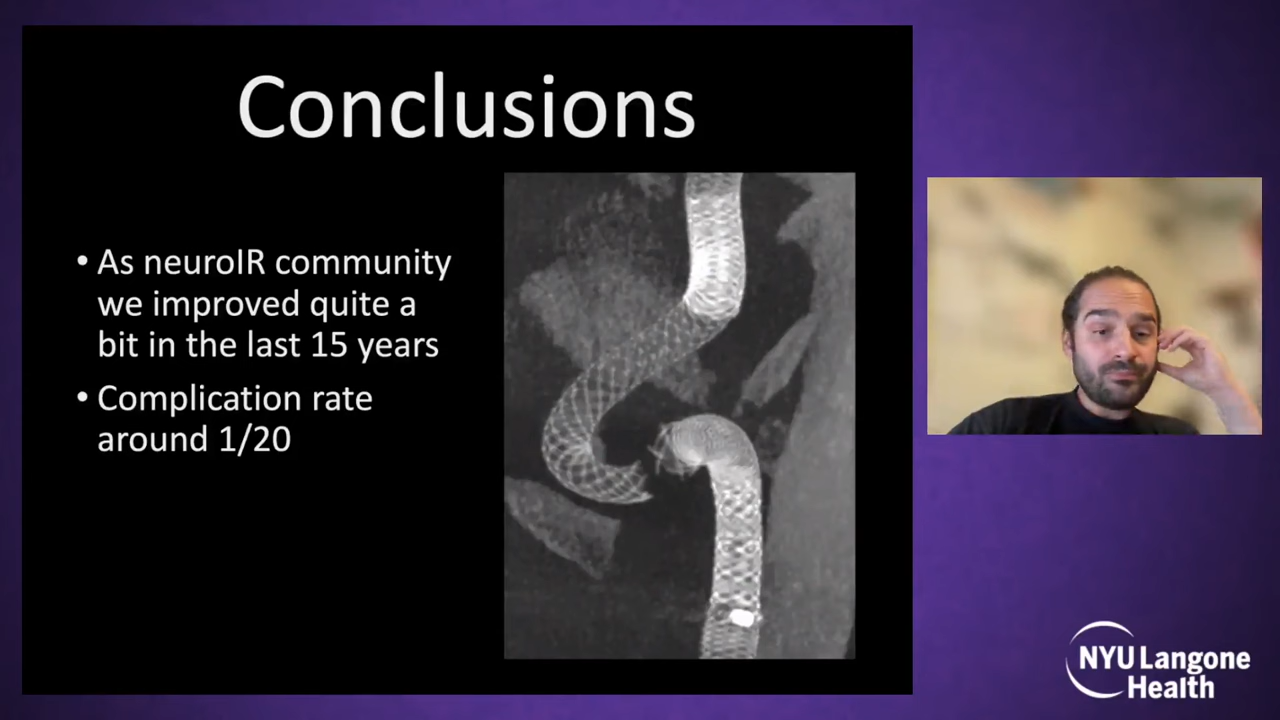 Conclusions
• As neuroIR community
we improved quite a
bit in the last 15 years
• Complication rate
around 1/20
NYU Langone
Health